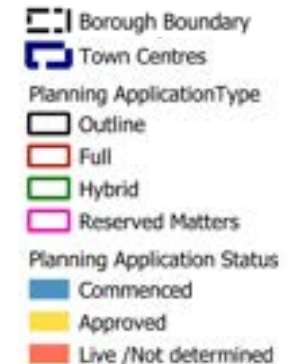 Borough Boundary
Town Centres
Planning ApplicationType
Outline
Full
Hybrid
Reserved Matters
Planning Application Status
Commenced
Approved
Live /Not determined